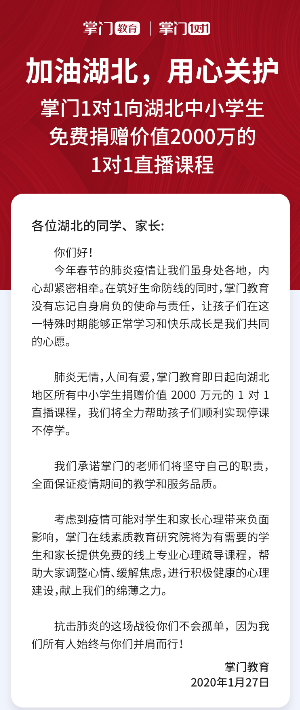 掌门教育 | 掌门1对1
加油湖北，用心关护
掌门1对1向湖北中小学生
免费捐赠价值2000万的
1对1直播课程
各位湖北的同学、家长：
你们好！
今年春节的肺炎疫情让我们虽身处各地，内
心却紧密相牵。在筑好生命防线的同时，掌门教育
没有忘记自身肩负的使命与责任，让孩子们在这
一特殊时期能够正常学习和快乐成长是我们共同
的心愿。
肺炎无情，人间有爱，掌门教育即日起向湖北
地区所有中小学生捐赠价值 2000 万元的 1 对 1
直播课程，我们将全力帮助孩子们顺利实现停课
不停学。
我们承诺掌门的老师们将坚守自己的职责，
全面保证疫情期间的教学和服务品质。
考虑到疫情可能对学生和家长心理带来负面
影响，掌门在线素质教育研究院将为有需要的学
生和家长提供免费的线上专业心理疏导课程，帮
助大家调整心情、缓解焦虑，进行积极健康的心理
建设，献上我们的绵薄之力。
抗击肺炎的这场战役你们不会孤单，因为我
们所有人始终与你们并肩而行！
掌门教育
2020年1月27日